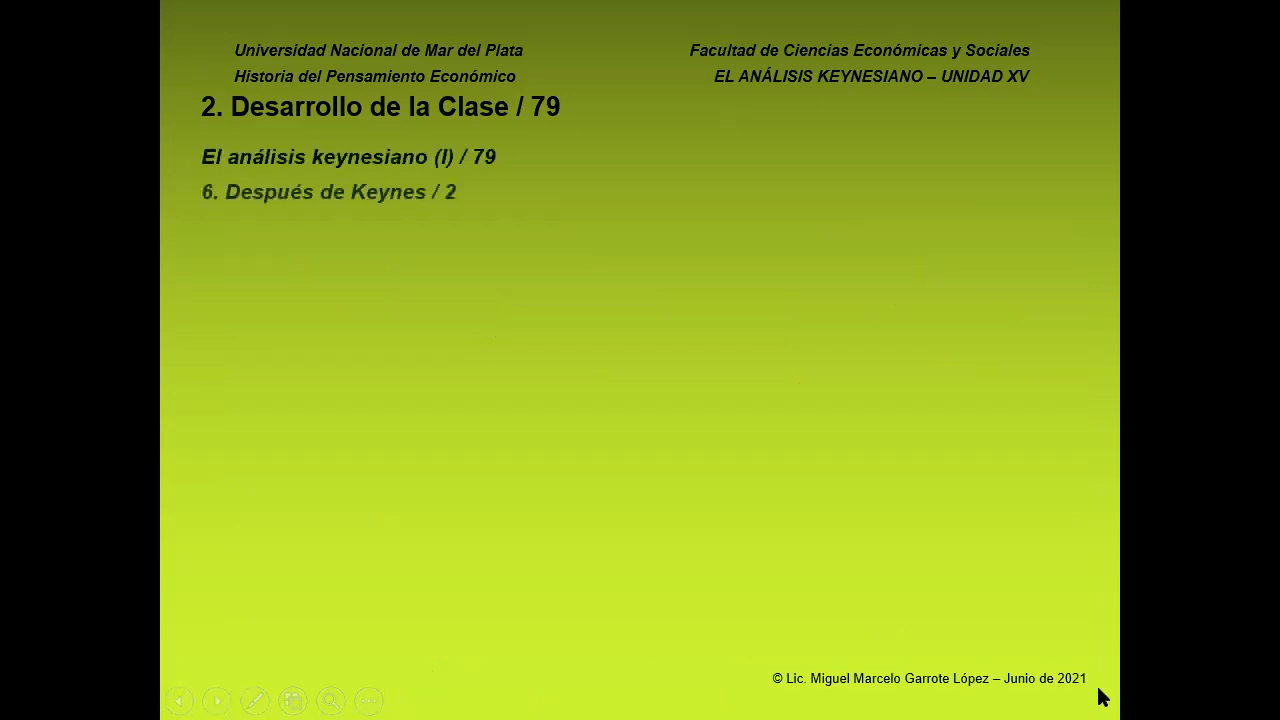 Universidad Nacional de Mar del Plata
Facultad de Ciencias Económicas y Sociales
Historia del Pensamiento Económico
EL ANÁLISIS KEYNESIANO – UNIDAD XV
2. Desarrollo de la Clase / 79
El análisis keynesiano (I) / 79
6. Después de Keynes / 2
© Lic. Miguel Marcelo Garrote López – Junio de 2021